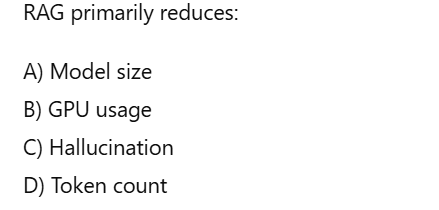 RAG primarily reduces:
A) Model size
B) GPU usage
C) Hallucination
D) Token count